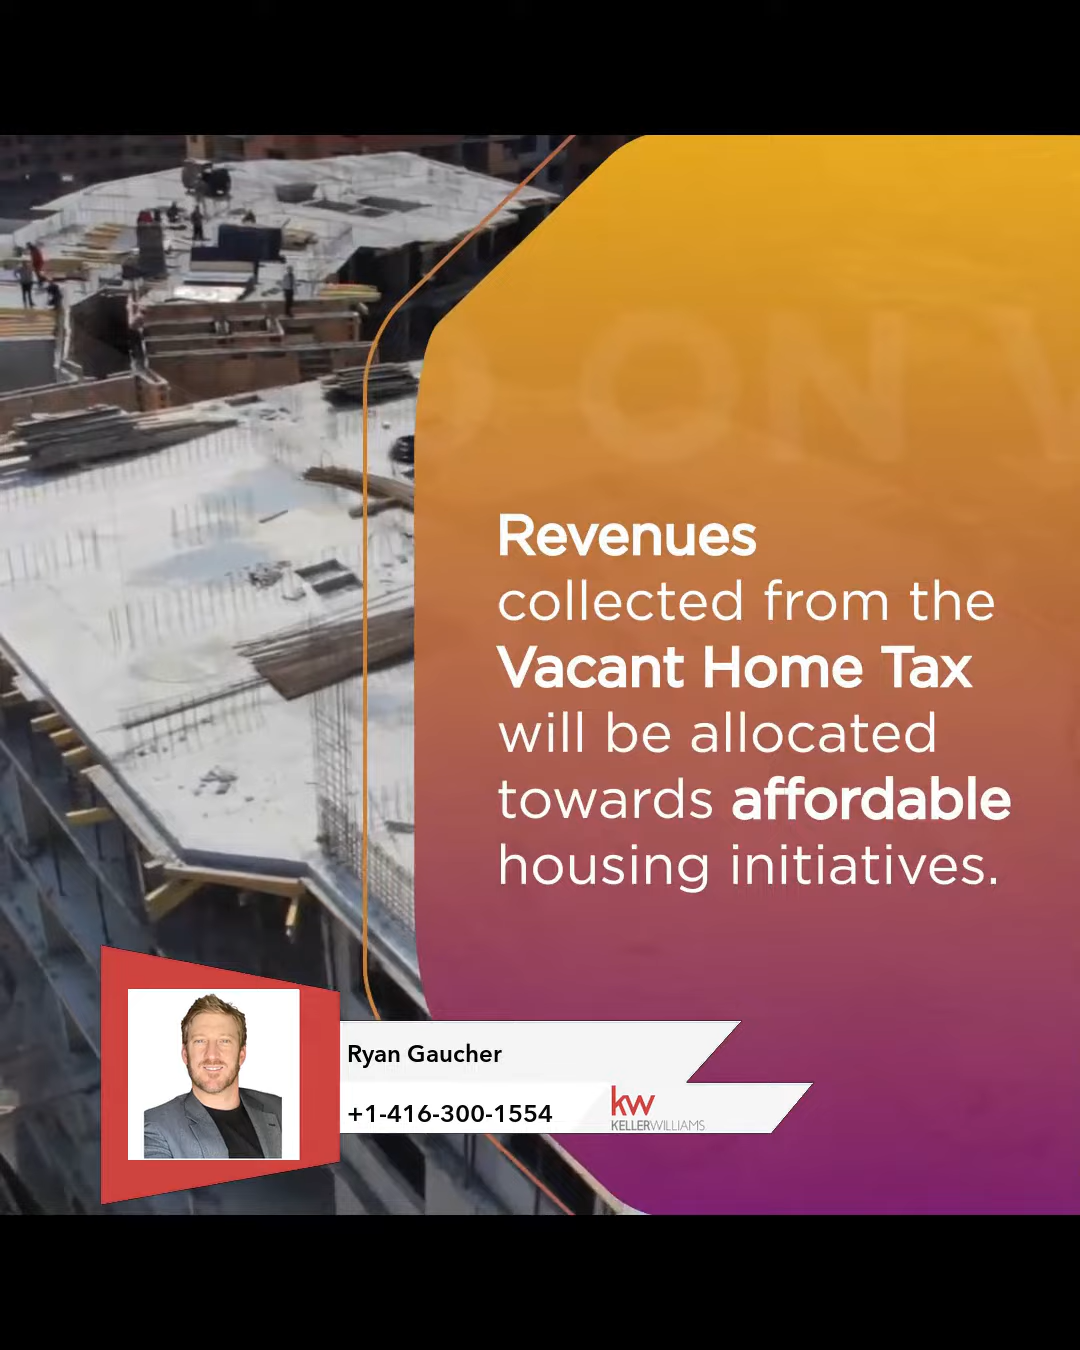 Revenues
collected from the
Vacant Home Tax
will be allocated
towards affordable
housing initiatives.
Ryan Gaucher
+1-416-300-1554
kw
KELLERWILLIAMS